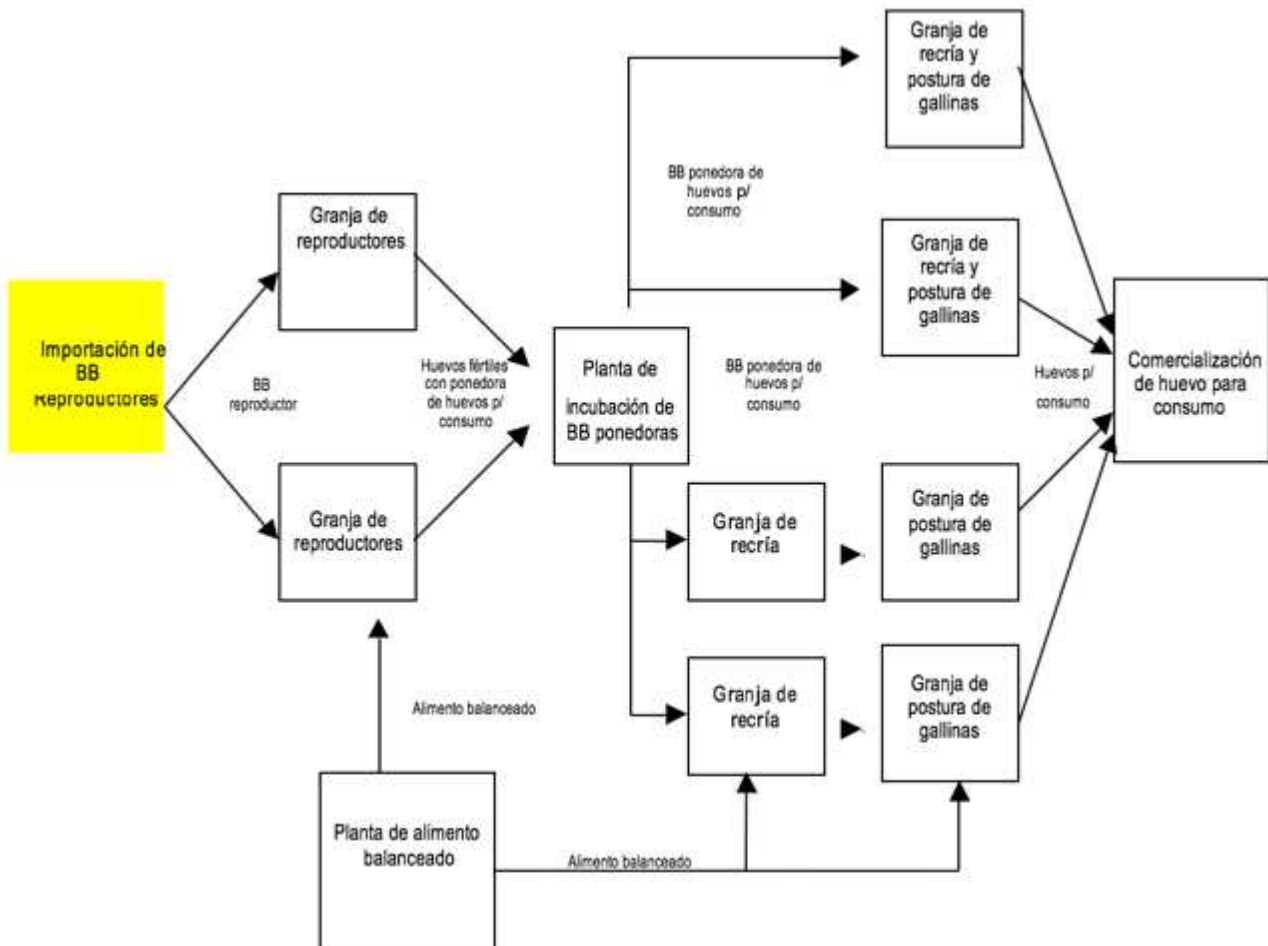 Granja de
recría y
postura de
gallinas
BB ponedora de
huevos p/
consumo
Granja de
reproductores
Granja de
recría y
postura de
gallinas
Importación de
BB
Reproductores
BB
reproductor
Huevos fértiles
con ponedora
de huevos p/
consumo
Planta de
incubación de
BB ponedoras
BB ponedora de
huevos p/
consumo
Huevos p/
consumo
Comercialización
de huevo para
consumo
Granja de
reproductores
Granja de
recría
Granja de
postura de
gallinas
Granja de
recría
Granja de
postura de
gallinas
Alimento balanceado
Planta de alimento
balanceado
Alimento balanceado